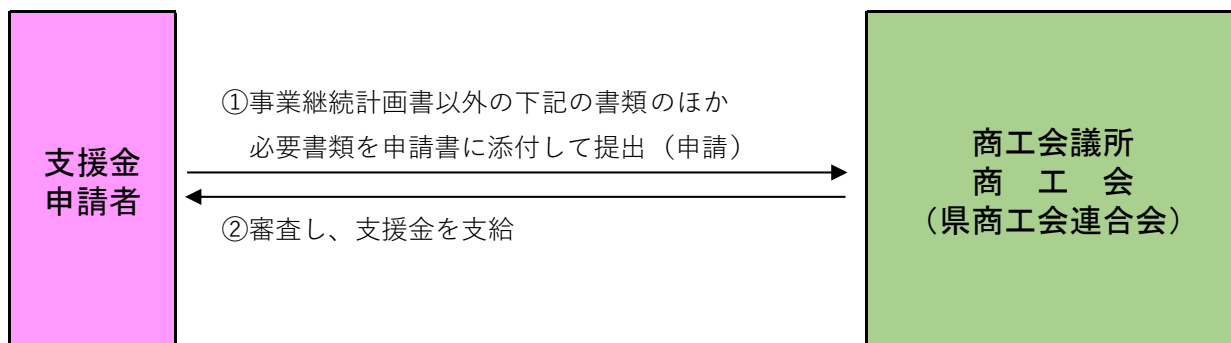 支援金
申請者
①事業継続計画書以外の下記の書類のほか
必要書類を申請書に添付して提出（申請）
②審査し、支援金を支給
商工会議所
商　工　会
（県商工会連合会）